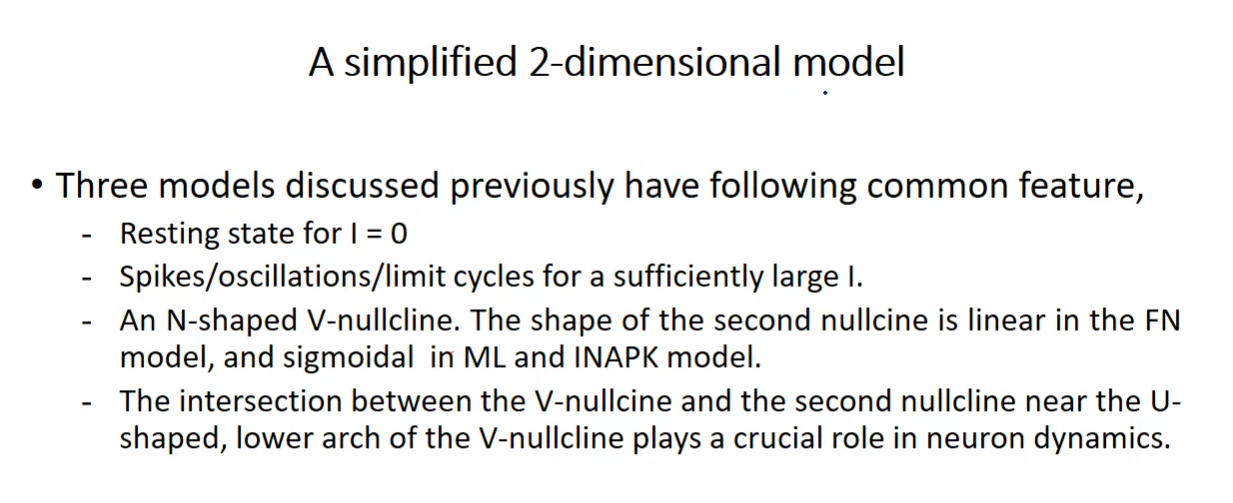 A simplified 2-dimensional model
• Three models discussed previously have following common feature,
- Resting state for I = 0
- Spikes/oscillations/limit cycles for a sufficiently large I.
- An N-shaped V-nullcline. The shape of the second nullcine is linear in the FN
model, and sigmoidal in ML and INAPK model.
- The intersection between the V-nullcine and the second nullcline near the U-
shaped, lower arch of the V-nullcline plays a crucial role in neuron dynamics.